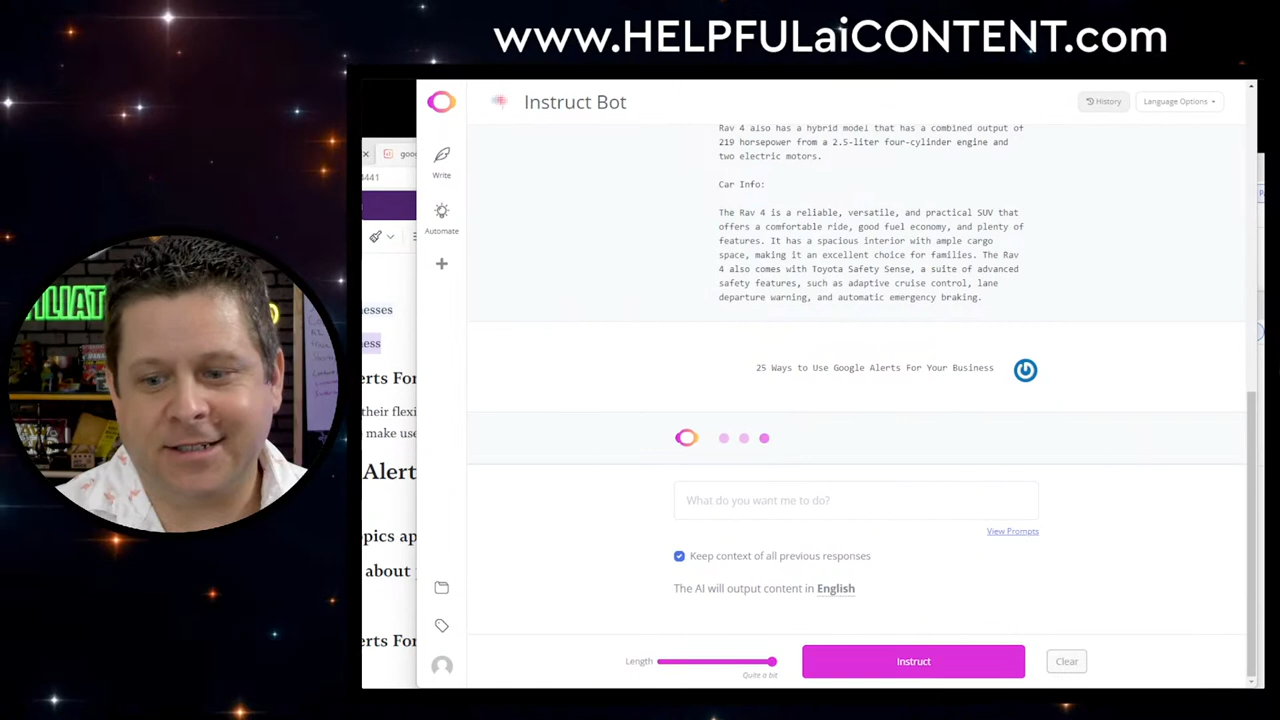 www.HELPFULaiCONTENT.com
Instruct Bot
History
Language Options
Write
Automate
4441
goo
Rav 4 also has a hybrid model that has a combined output of
219 horsepower from a 2.5-liter four-cylinder engine and
two electric motors.
Car Info:
The Rav 4 is a reliable, versatile, and practical SUV that
offers a comfortable ride, good fuel economy, and plenty of
features. It has a spacious interior with ample cargo
space, making it an excellent choice for families. The Rav
4 also comes with Toyota Safety Sense, a suite of advanced
safety features, such as adaptive cruise control, lane
departure warning, and automatic emergency braking.
25 Ways to Use Google Alerts For Your Business
What do you want me to do?
View Prompts
Keep context of all previous responses
The AI will output content in English
Length
Quite a bit
Instruct
Clear
esses
ess
erts For
their flexi
make use
Alert
pics ap
about
erts For
ILIAT